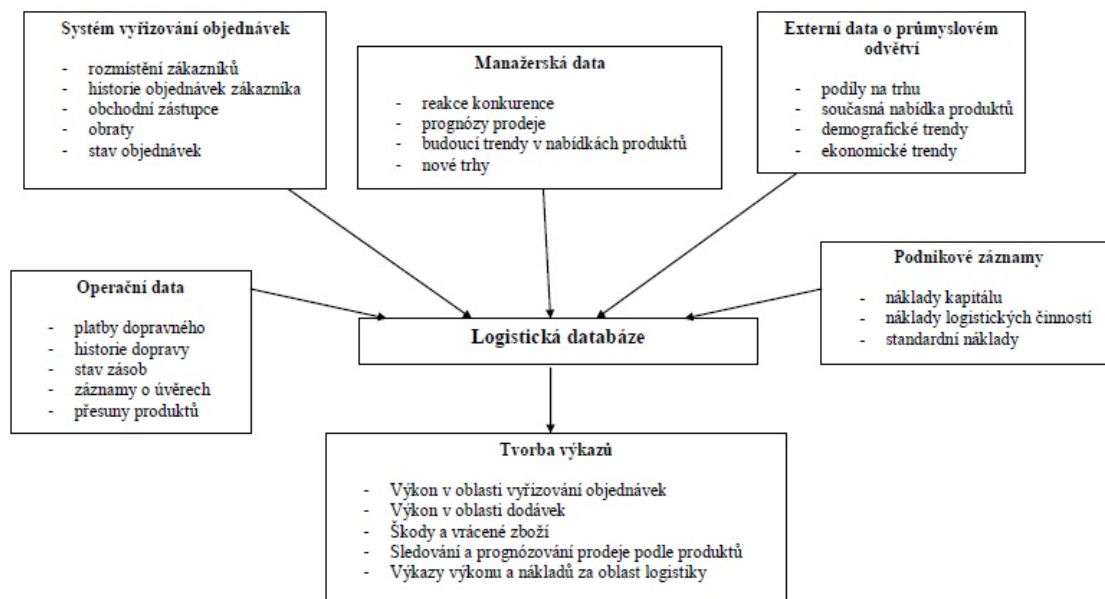 Systém vyřizování objednávek
- rozmístění zákazníků
- historie objednávek zákazníka
- obchodní zástupce
- obraty
- stav objednávek
Manažerská data
- reakce konkurence
- prognózy prodeje
- budoucí trendy v nabídkách produktů
- nové trhy
Externí data o průmyslovém
odvětví
- podíly na trhu
- současná nabídka produktů
- demografické trendy
- ekonomické trendy
Operační data
- platby dopravného
- historie dopravy
- stav zásob
- záznamy o úvěrech
- přesuny produktů
Logistická databáze
Podnikové záznamy
- náklady kapitálu
- náklady logistických činností
- standardní náklady
Tvorba výkazů
- Výkon v oblasti vyřizování objednávek
- Výkon v oblasti dodávek
- Škody a vrácené zboží
- Sledování a prognózování prodeje podle produktů
- Výkazy výkonu a nákladů za oblast logistiky